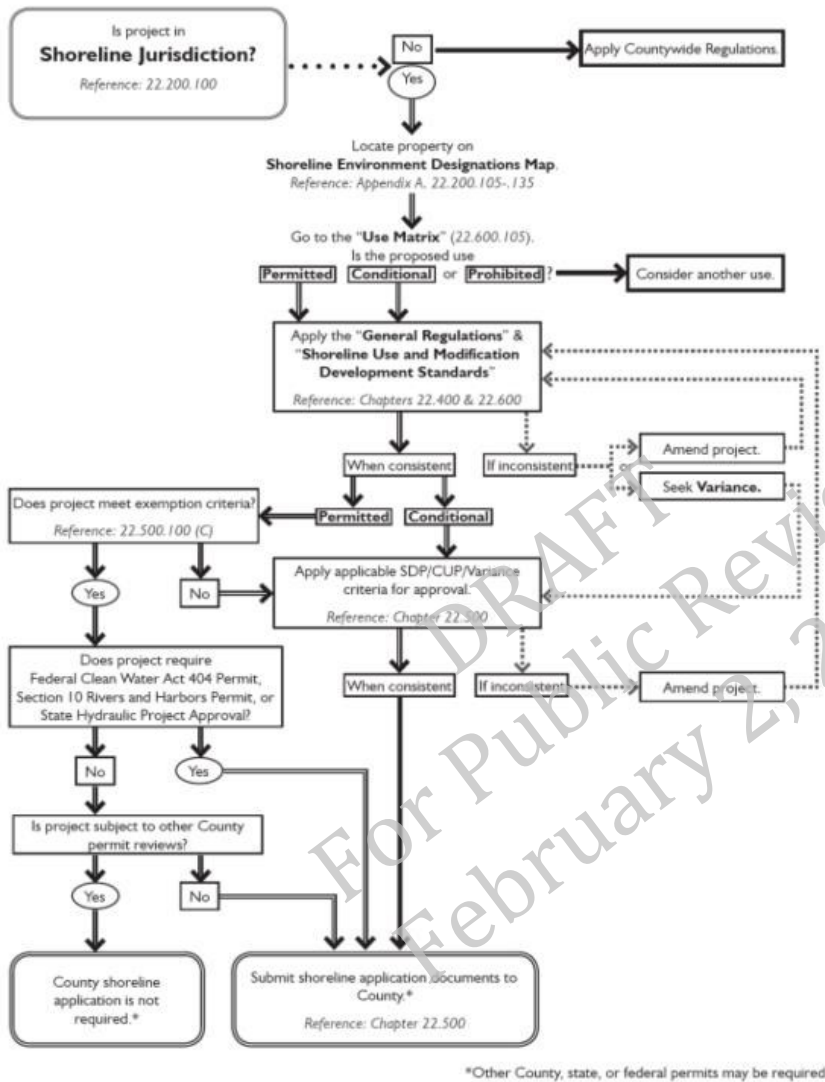 Is project in
Shoreline Jurisdiction?
Reference: 22.200.100
No
Yes
Apply Countywide Regulations.
Locate property on
Shoreline Environment Designations Map.
Reference: Appendix A, 22.200.105-.135
Go to the "Use Matrix" (22.600.105).
Is the proposed use
Permitted Conditional or Prohibited ?
Consider another use.
Apply the "General Regulations" &
"Shoreline Use and Modification
Development Standards"
Reference: Chapters 22.400 & 22.600
When consistent
If inconsistent
Amend project.
Seek Variance.
Does project meet exemption criteria?
Reference: 22.500.100 (C)
Permitted
Conditional
Yes
No
Apply applicable SDP/CUP/Variance
criteria for approval.
Reference: Chapter 22.500
Does project require
Federal Clean Water Act 404 Permit,
Section 10 Rivers and Harbors Permit, or
State Hydraulic Project Approval?
When consistent
If inconsistent
Amend project.
No
Yes
Is project subject to other County
permit reviews?
Yes
No
County shoreline
application is not
required.*
Submit shoreline application documents to
County.*
Reference: Chapter 22.500
*Other County, state, or federal permits may be required
DRAFT
For Public Review
February 2,